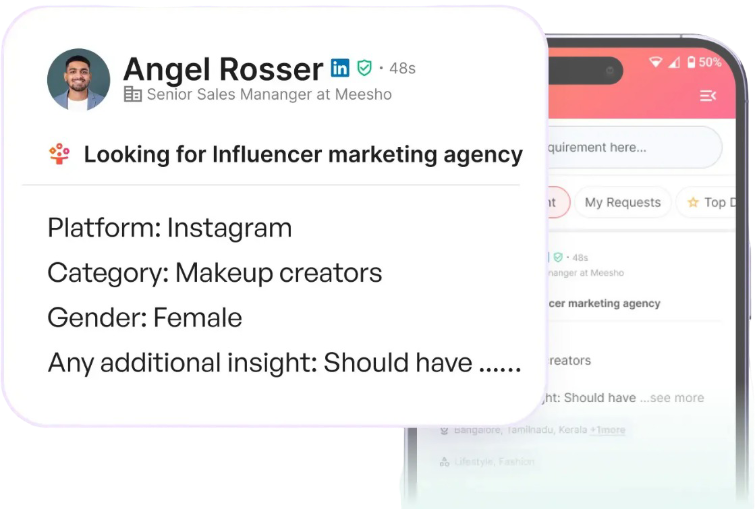 Angel Rosser in • 48s
Senior Sales Mananger at Meesho
Looking for Influencer marketing agency
Platform: Instagram
Category: Makeup creators
Gender: Female
Any additional insight: Should have ......
50%
quirement here...
nt
My Requests
Top D
• 48s
nanger at Meesho
cer marketing agency
reators
ht: Should have ...see more
Bangalore, Tamilnadu, Kerala +1more
Lifestyle, Fashion